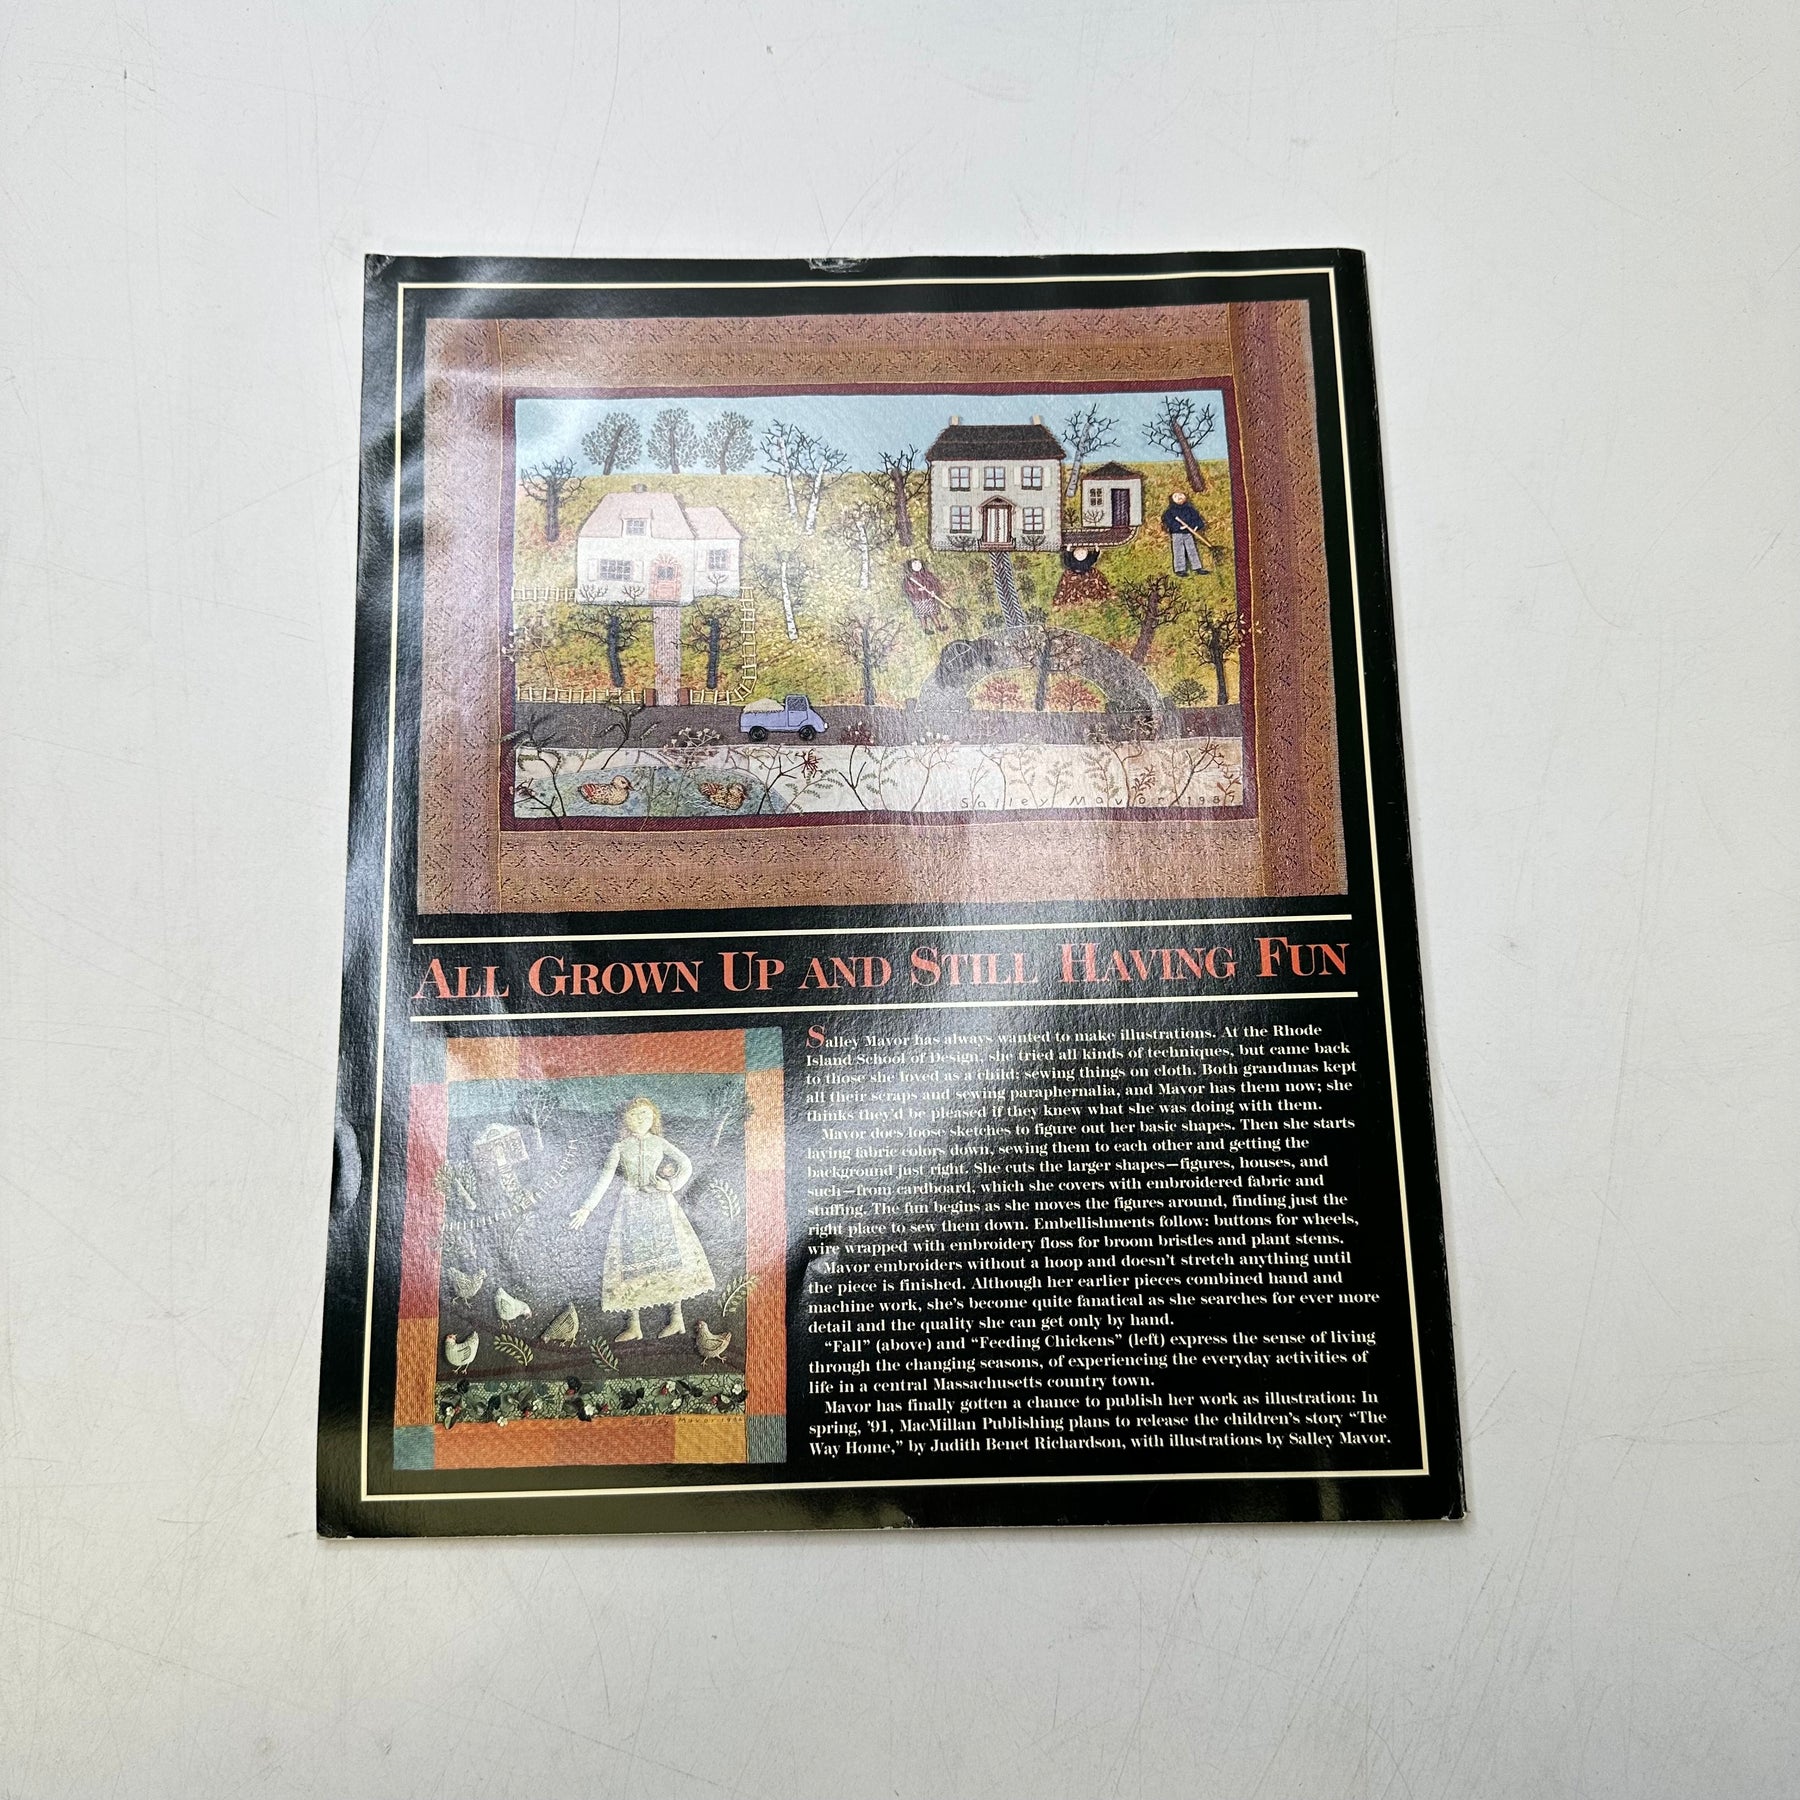 Salley Mavor 1987
ALL GROWN UP AND STILL HAVING FUN
Salley Mavor has always wanted to make illustrations. At the Rhode
Island School of Design, she tried all kinds of techniques, but came back
to those she loved as a child: sewing things on cloth. Both grandmas kept
all their scraps and sewing paraphernalia, and Mavor has them now; she
thinks they'd be pleased if they knew what she was doing with them.
Mavor does loose sketches to figure out her basic shapes. Then she starts
laying fabric colors down, sewing them to each other and getting the
background just right. She cuts the larger shapes—figures, houses, and
such—from cardboard, which she covers with embroidered fabric and
stuffing. The fun begins as she moves the figures around, finding just the
right place to sew them down. Embellishments follow: buttons for wheels,
wire wrapped with embroidery floss for broom bristles and plant stems.
Mavor embroiders without a hoop and doesn't stretch anything until
the piece is finished. Although her earlier pieces combined hand and
machine work, she's become quite fanatical as she searches for ever more
detail and the quality she can get only by hand.
"Fall" (above) and "Feeding Chickens" (left) express the sense of living
through the changing seasons, of experiencing the everyday activities of
life in a central Massachusetts country town.
Mavor has finally gotten a chance to publish her work as illustration: In
spring, '91, MacMillan Publishing plans to release the children's story "The
Way Home," by Judith Benet Richardson, with illustrations by Salley Mavor.
Salley Mavor